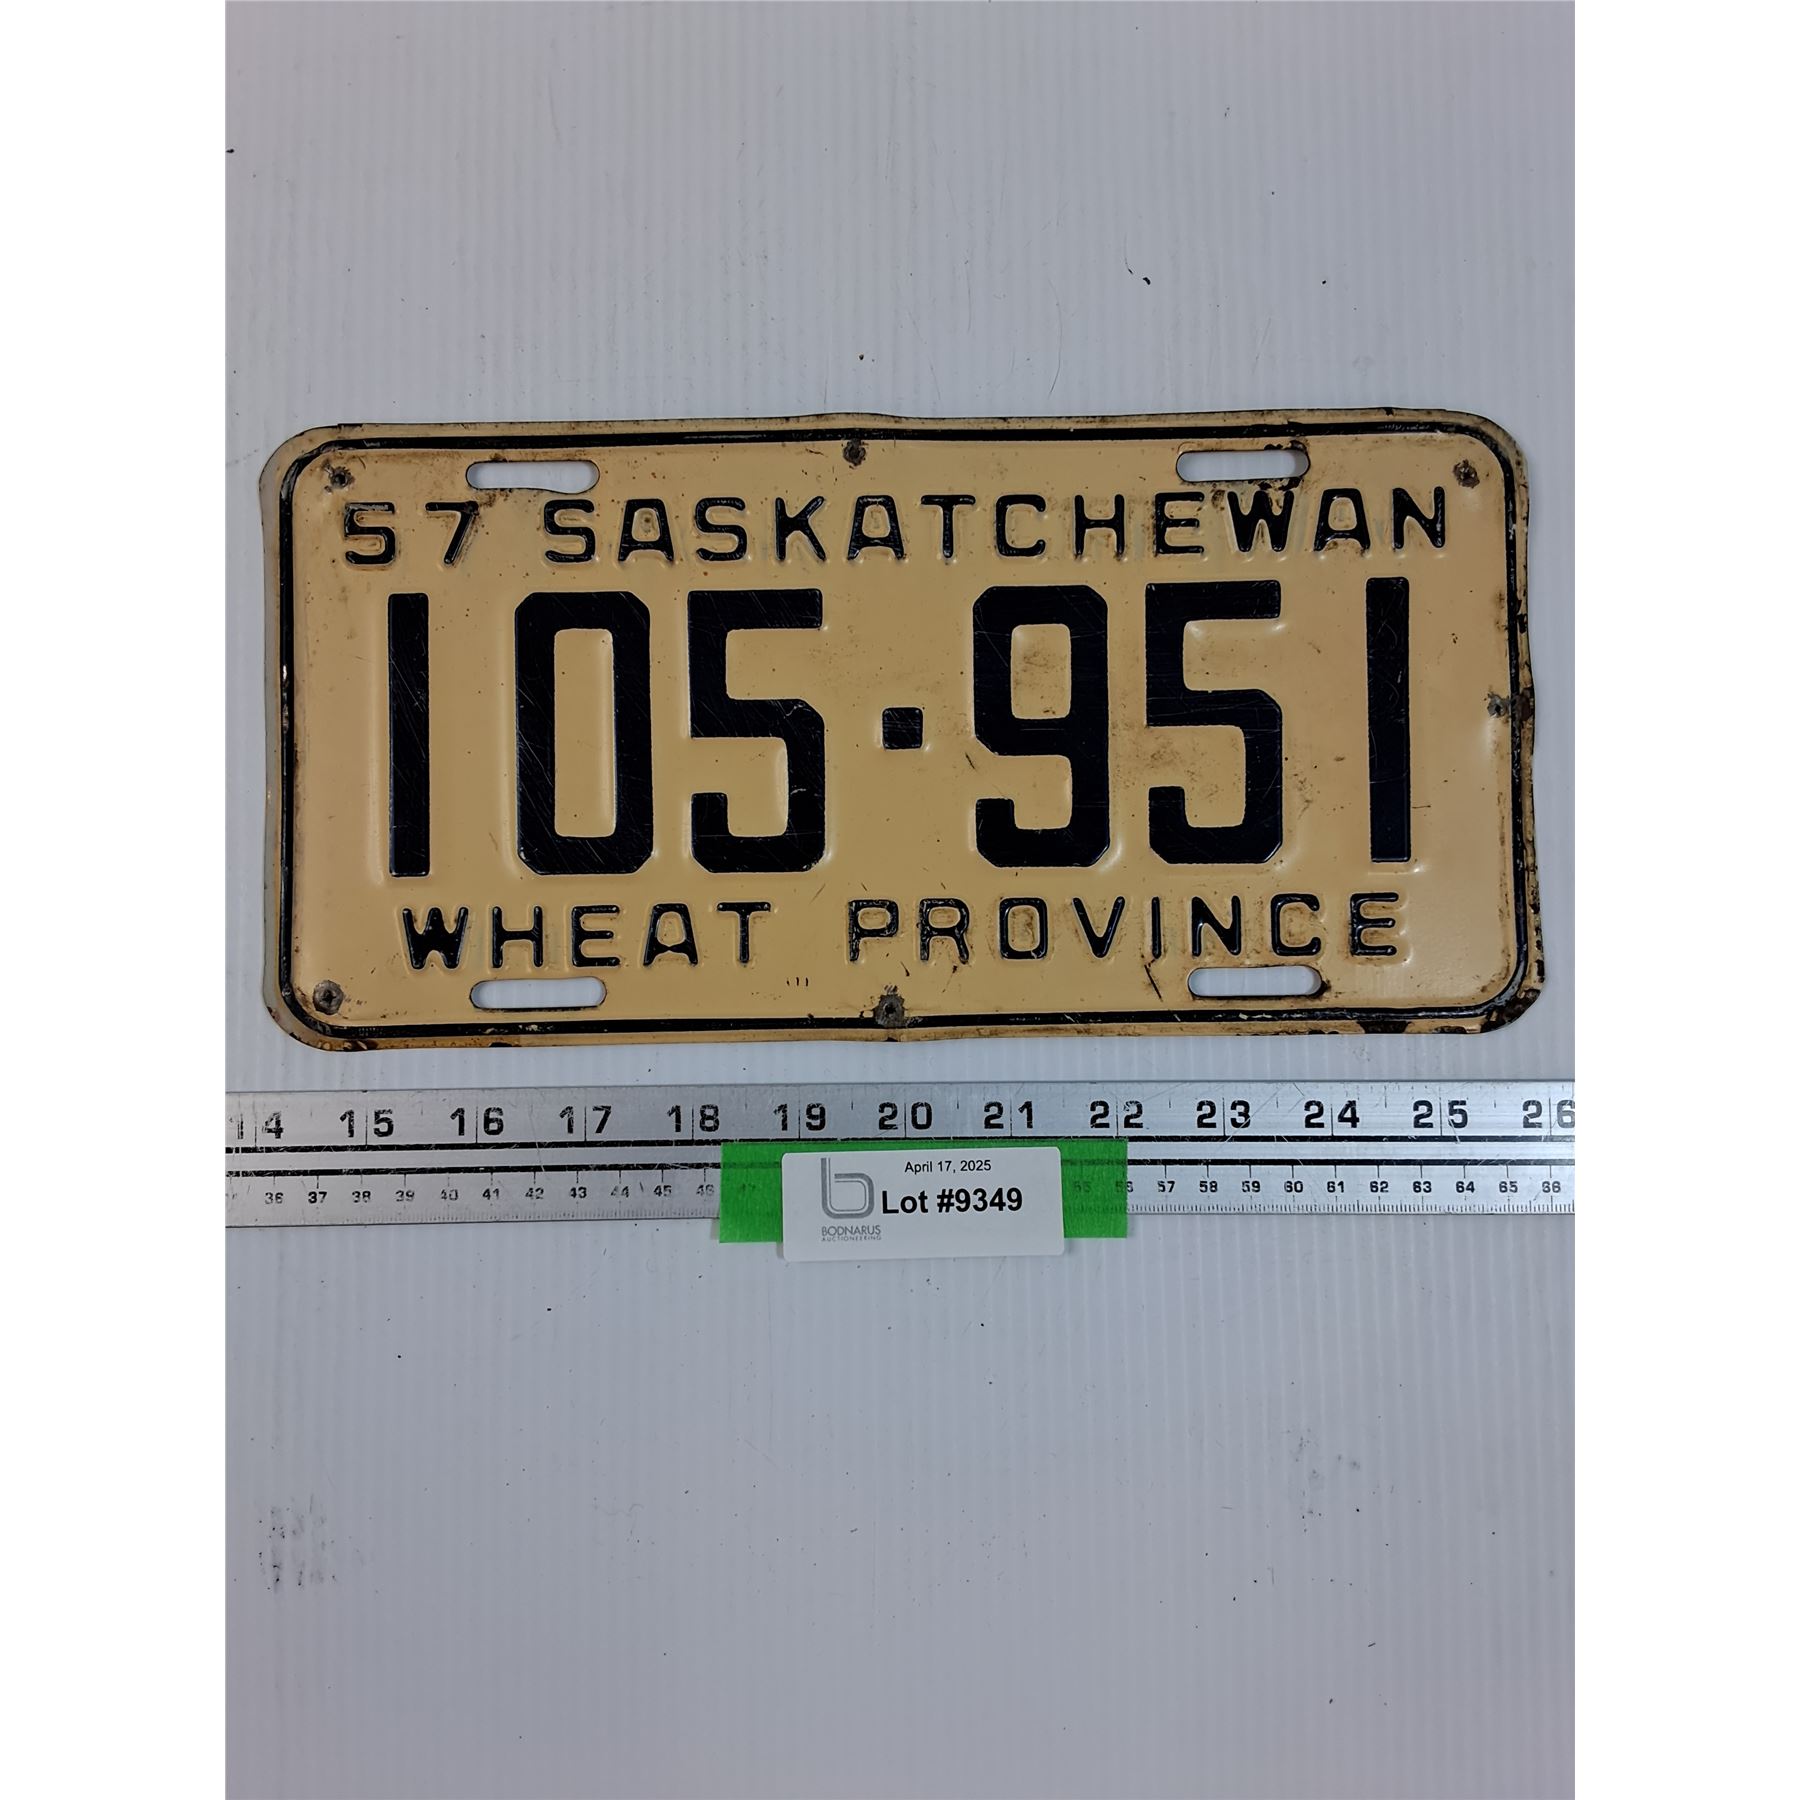 57 SASKATCHEWAN
105·951
WHEAT PROVINCE
14 15 16 17 18 19 20 21 22 23 24 25 26
April 17, 2025
Lot #9349
BODNARUS
AUCTIONEERING
36 37 38 39 40 41 42 43 44 45 46 57 58 59 60 61 62 63 64 65 66